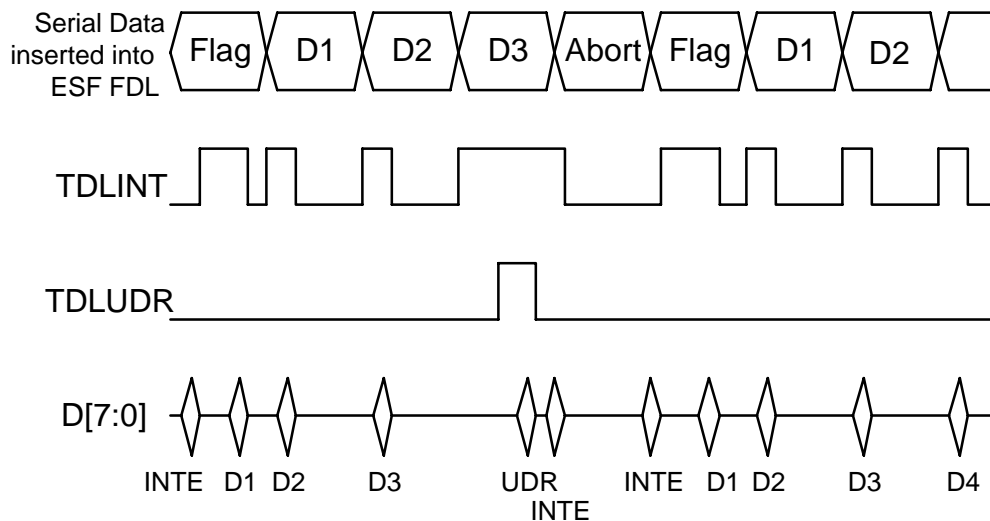 Serial Data
inserted into
ESF FDL
Flag D1 D2 D3 Abort Flag D1 D2
TDLINT
TDLUDR
D[7:0]
INTE D1 D2 D3 UDR INTE D1 D2 D3 D4
INTE